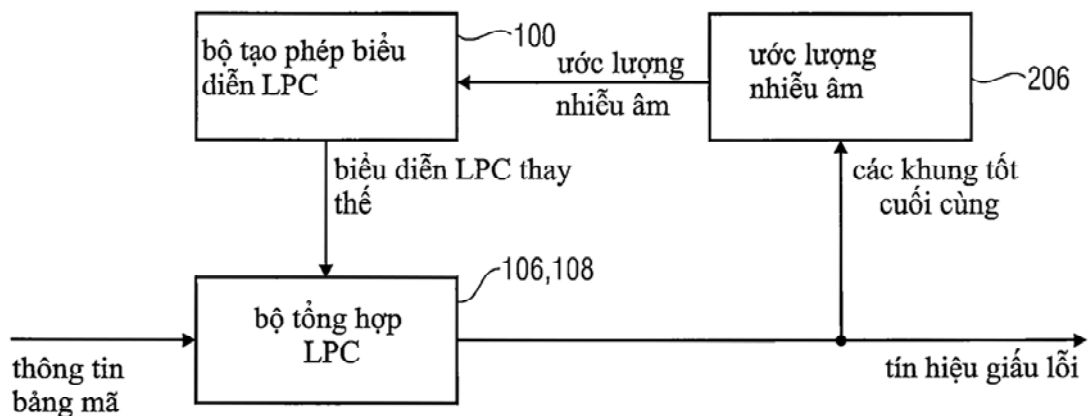 bộ tạo phép biểu
diễn LPC
100
ước lượng
nhiễu âm
ước lượng
nhiễu âm
206
biểu diễn LPC thay
thế
các khung tốt
cuối cùng
106,108
bộ tổng hợp
LPC
thông tin
bảng mã
tín hiệu giấu lỗi